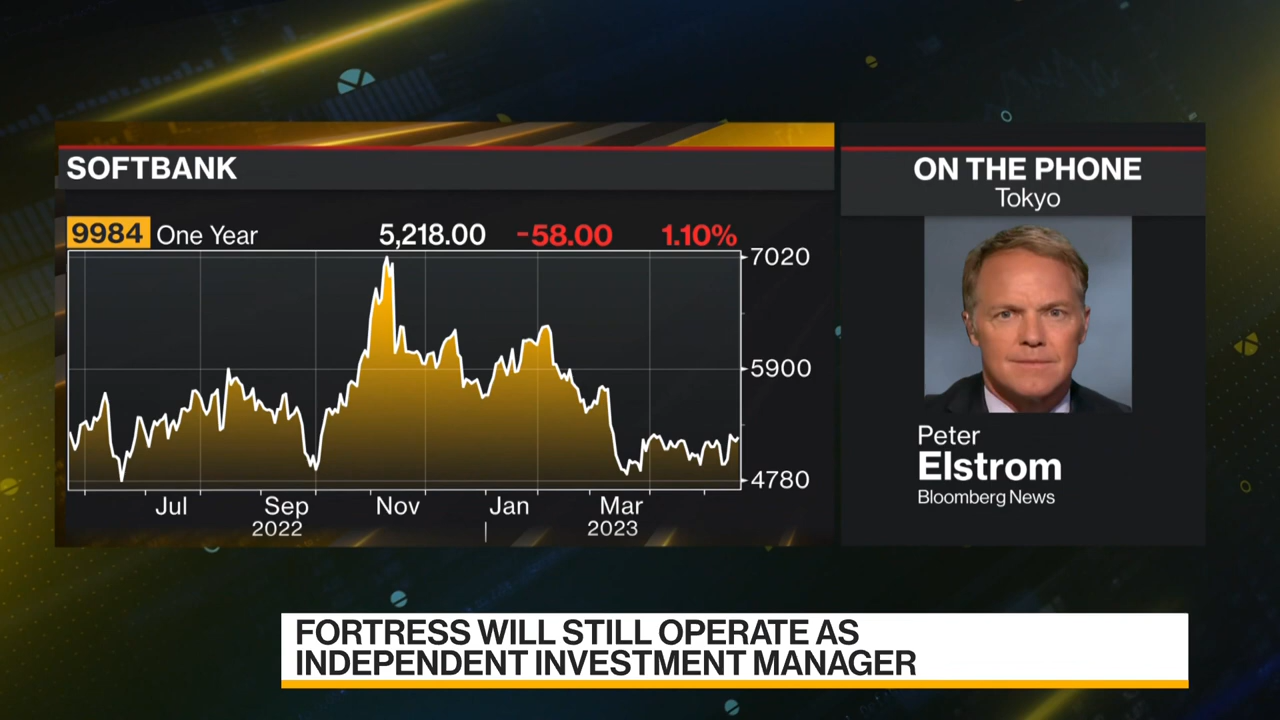 SOFTBANK
9984 One Year 5,218.00 -58.00 1.10%
7020
5900
4780
Jul Sep Nov Jan Mar
2022 2023
ON THE PHONE
Tokyo
Peter
Elstrom
Bloomberg News
FORTRESS WILL STILL OPERATE AS
INDEPENDENT INVESTMENT MANAGER